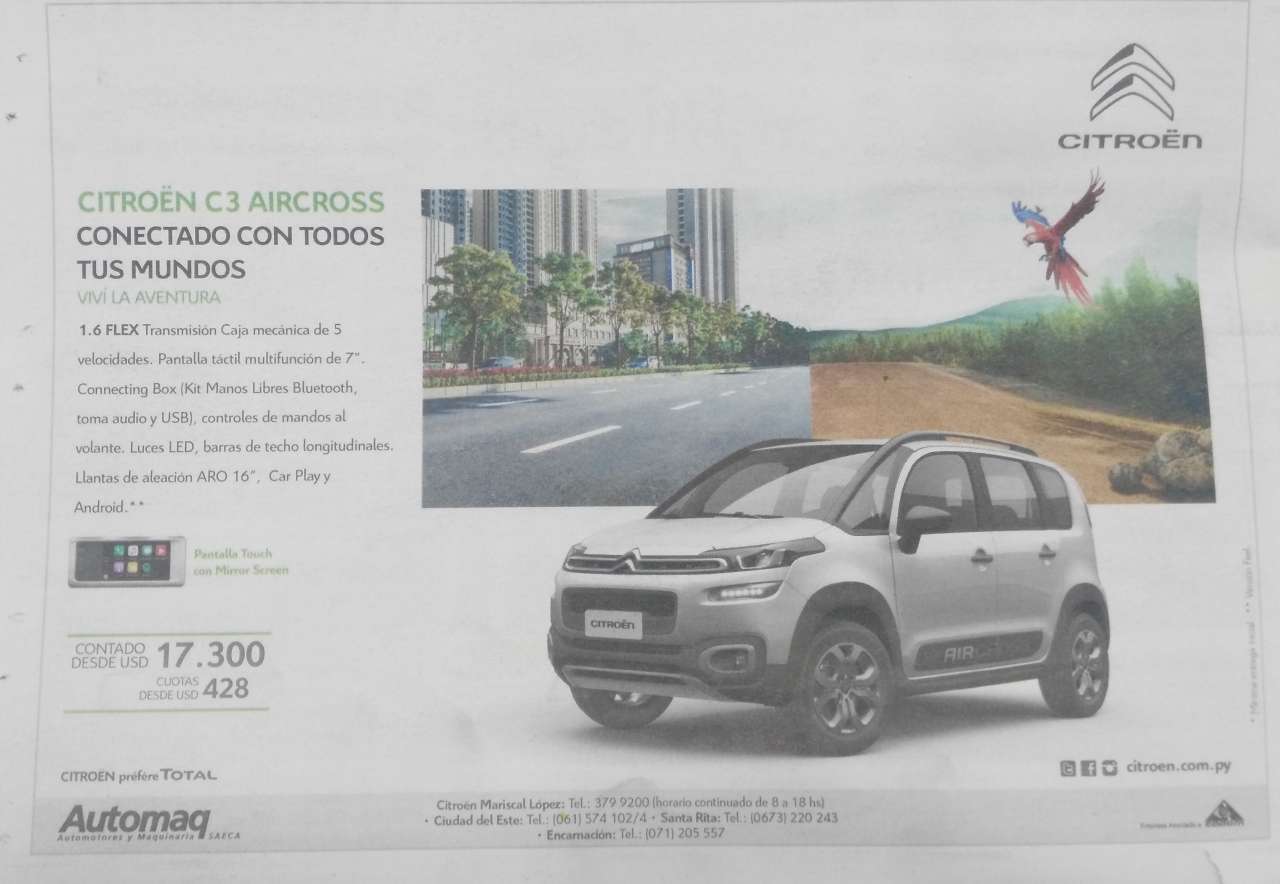 CITROËN
CITROËN C3 AIRCROSS
CONECTADO CON TODOS
TUS MUNDOS
VIVÍ LA AVENTURA
1.6 FLEX Transmisión Caja mecánica de 5
velocidades. Pantalla táctil multifunción de 7".
Connecting Box (Kit Manos Libres Bluetooth,
toma audio y USB), controles de mandos al
volante. Luces LED, barras de techo longitudinales.
Llantas de aleación ARO 16", Car Play y
Android.**
Pantalla Touch
con Mirror Screen
CONTADO
DESDE USD 17.300
CUOTAS
DESDE USD 428
CITROËN
AIRCROSS
* Mínima entrega inicial ** Versión Feel
CITROËN préfère TOTAL
citroen.com.py
Automaq
Automotores y Maquinaria SAECA
Citroën Mariscal López: Tel.: 379 9200 (horario continuado de 8 a 18 hs)
• Ciudad del Este: Tel.: (061) 574 102/4 • Santa Rita: Tel.: (0673) 220 243
• Encarnación: Tel.: (071) 205 557
Empresa Asociada a